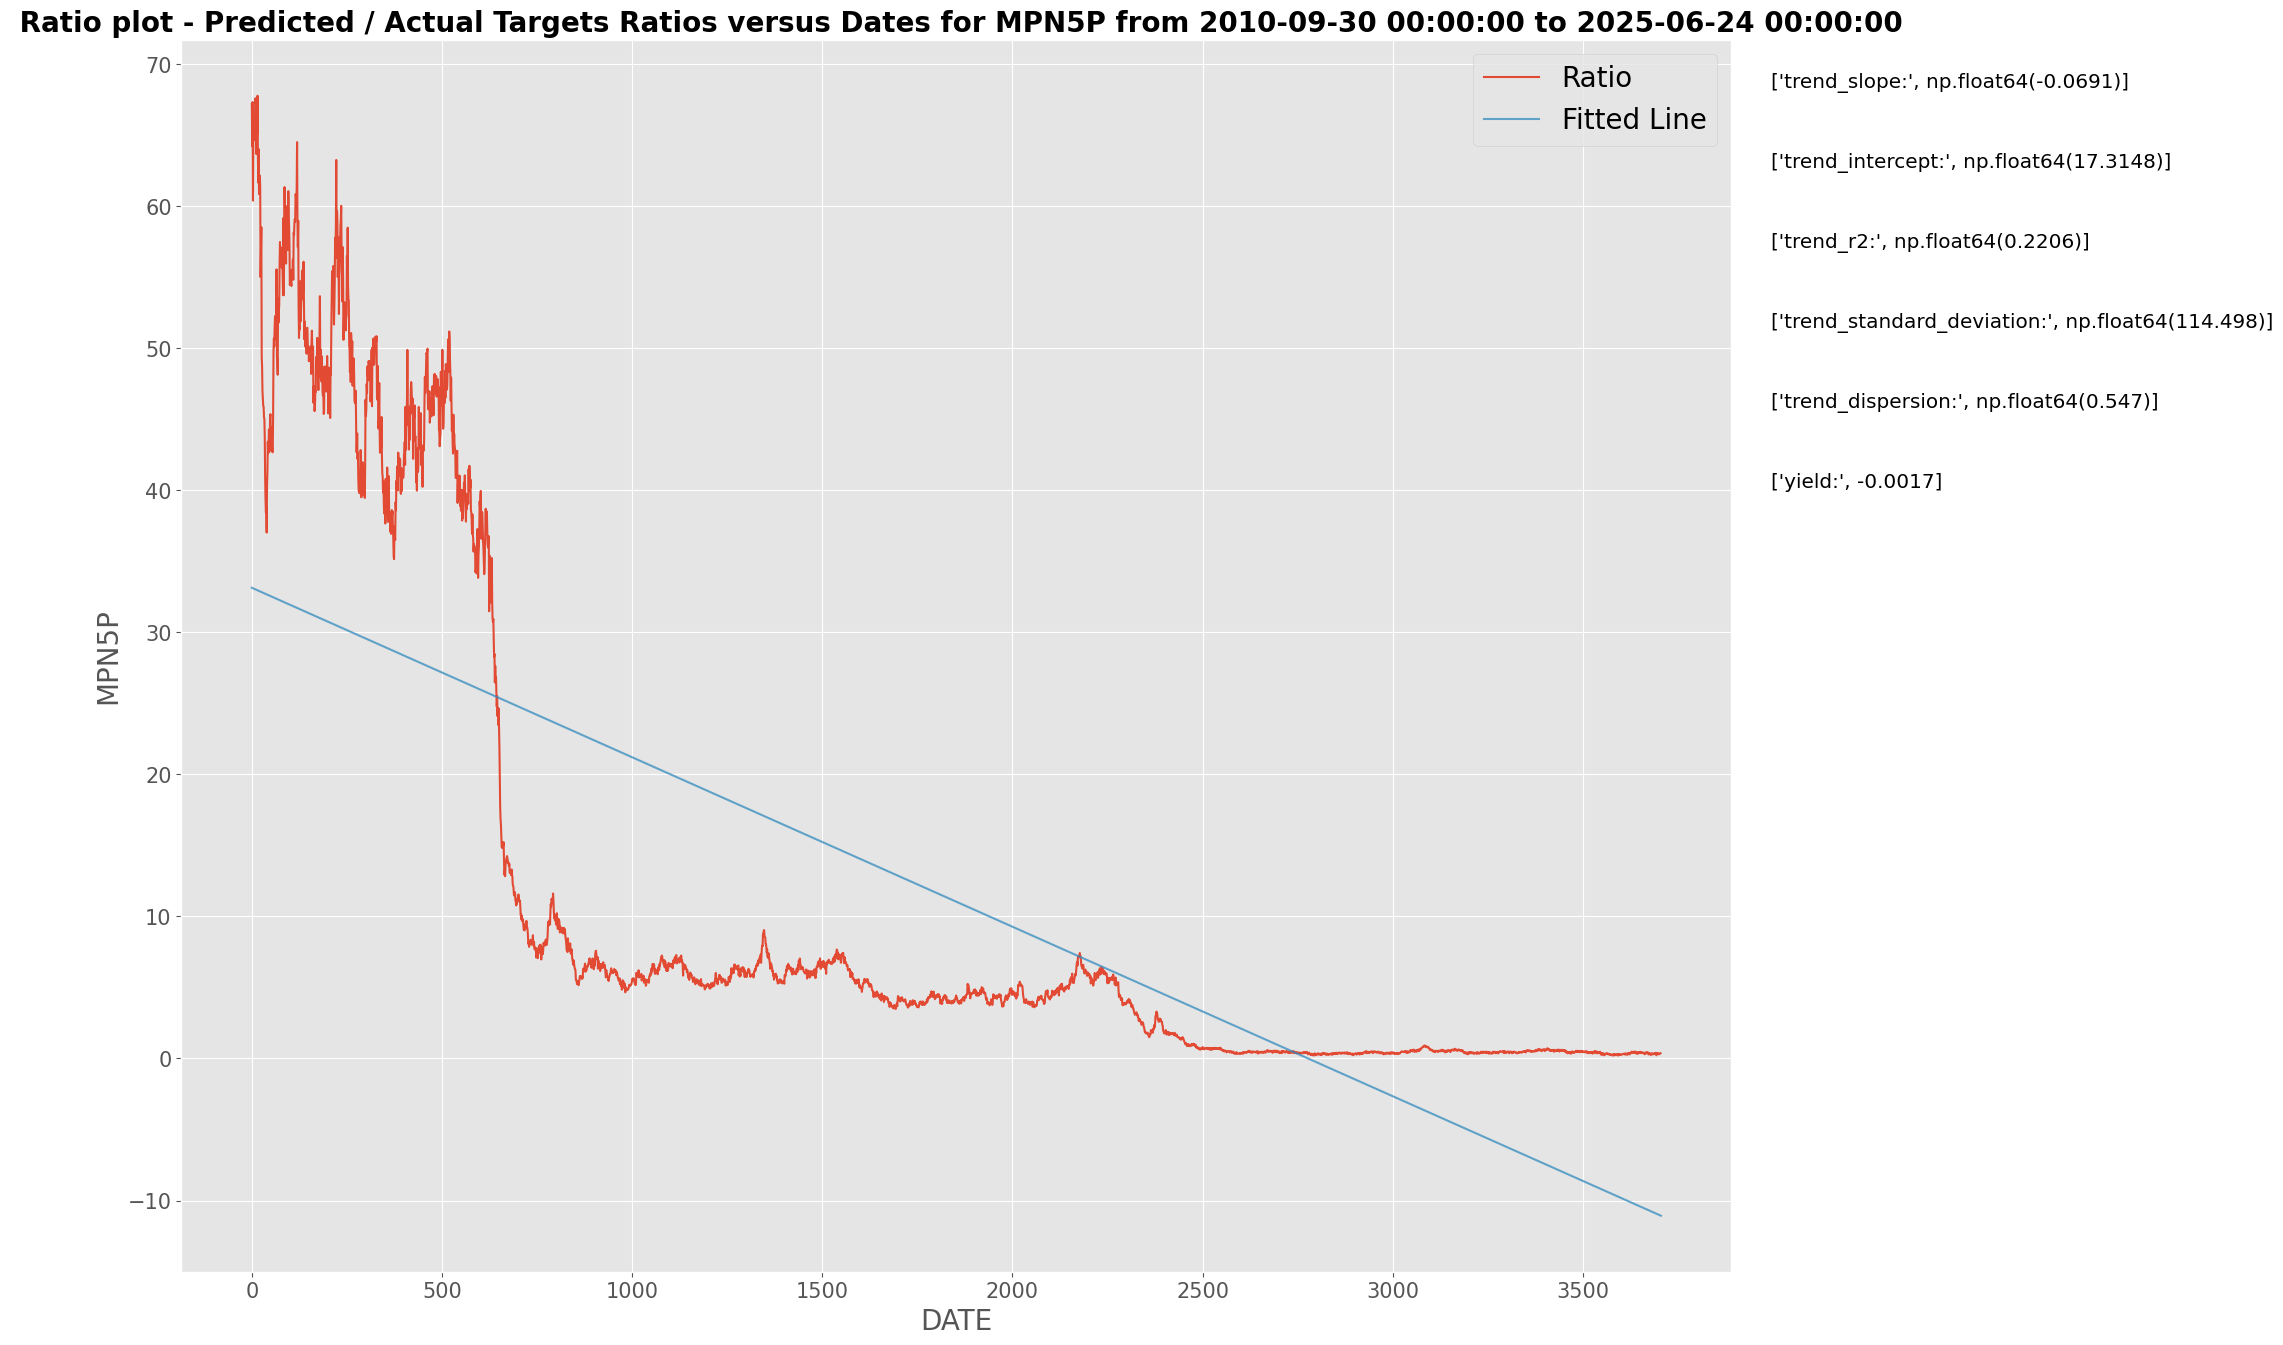 Ratio plot - Predicted / Actual Targets Ratios versus Dates for MPN5P from 2010-09-30 00:00:00 to 2025-06-24 00:00:00
70
60
50
40
30
20
10
0
−10
MPN5P
0
500
1000
1500
2000
2500
3000
3500
DATE
Ratio
Fitted Line
['trend_slope:', np.float64(-0.0691)]
['trend_intercept:', np.float64(17.3148)]
['trend_r2:', np.float64(0.2206)]
['trend_standard_deviation:', np.float64(114.498)]
['trend_dispersion:', np.float64(0.547)]
['yield:', -0.0017]